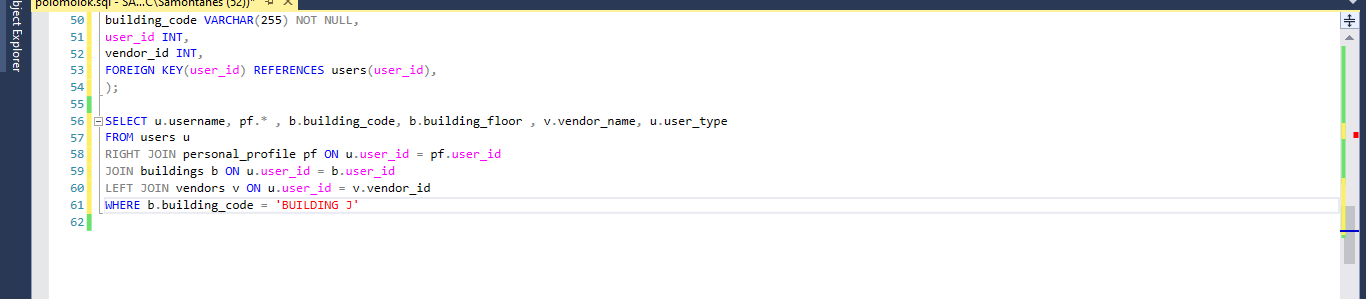 polomolok.sql - SA...C\Samontanes (52))*
bject Explorer
50 building_code VARCHAR(255) NOT NULL,
51 user_id INT,
52 vendor_id INT,
53 FOREIGN KEY(user_id) REFERENCES users(user_id),
54 );
55
56 SELECT u.username, pf.* , b.building_code, b.building_floor , v.vendor_name, u.user_type
57 FROM users u
58 RIGHT JOIN personal_profile pf ON u.user_id = pf.user_id
59 JOIN buildings b ON u.user_id = b.user_id
60 LEFT JOIN vendors v ON u.user_id = v.vendor_id
61 WHERE b.building_code = 'BUILDING J'
62